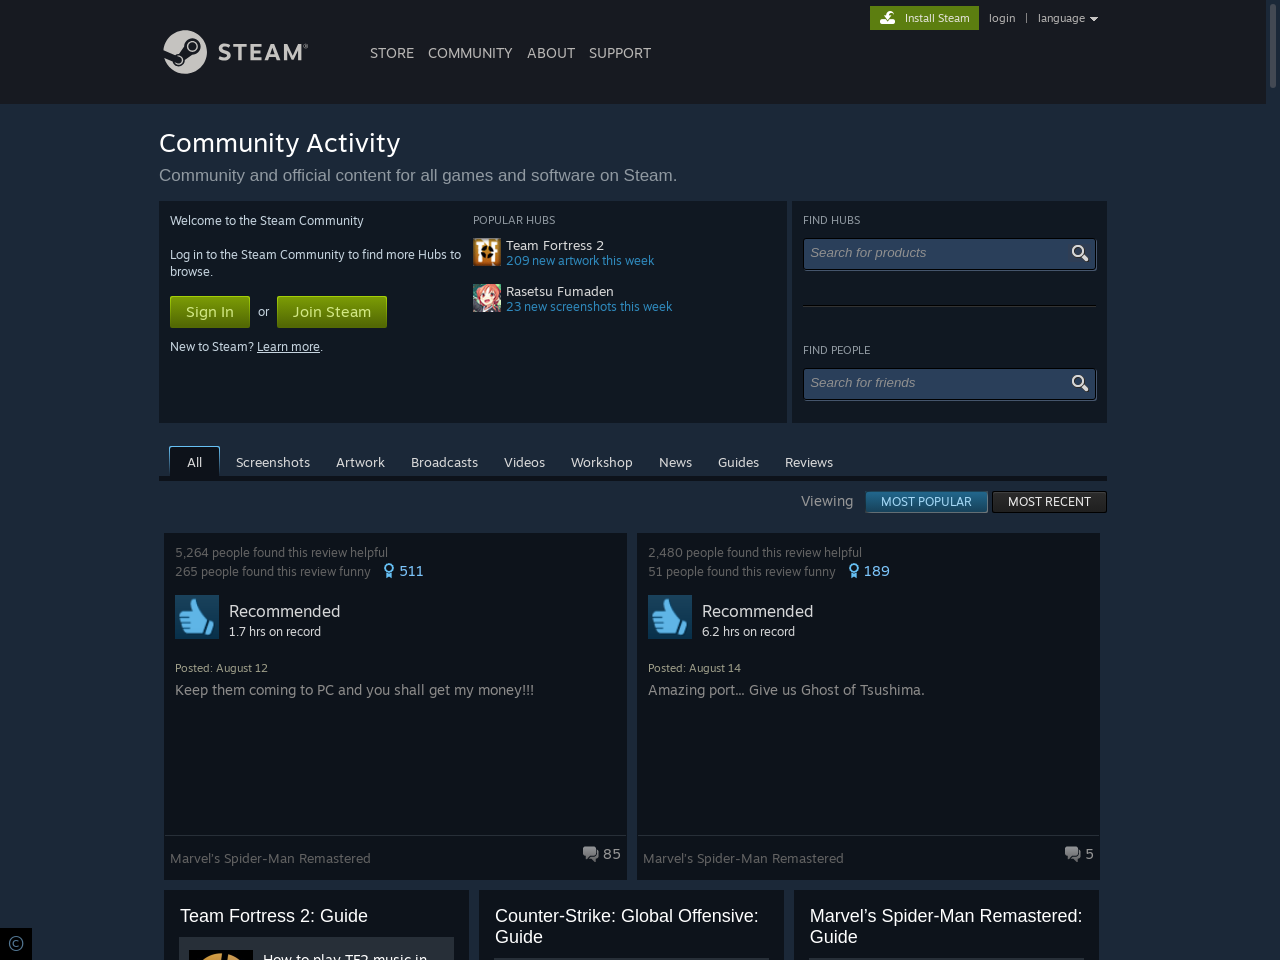 Install Steam
login
|
language
STEAM®
STORE
COMMUNITY
ABOUT
SUPPORT
Community Activity
Community and official content for all games and software on Steam.
Welcome to the Steam Community
Log in to the Steam Community to find more Hubs to
browse.
Sign In
or
Join Steam
New to Steam? Learn more.
POPULAR HUBS
Team Fortress 2
209 new artwork this week
Rasetsu Fumaden
23 new screenshots this week
FIND HUBS
Search for products
FIND PEOPLE
Search for friends
All
Screenshots
Artwork
Broadcasts
Videos
Workshop
News
Guides
Reviews
Viewing
MOST POPULAR
MOST RECENT
5,264 people found this review helpful
265 people found this review funny
511
Recommended
1.7 hrs on record
Posted: August 12
Keep them coming to PC and you shall get my money!!!
Marvel's Spider-Man Remastered
85
2,480 people found this review helpful
51 people found this review funny
189
Recommended
6.2 hrs on record
Posted: August 14
Amazing port... Give us Ghost of Tsushima.
Marvel's Spider-Man Remastered
5
Team Fortress 2: Guide
How to play TF2 music in
Counter-Strike: Global Offensive:
Guide
Marvel's Spider-Man Remastered:
Guide
©